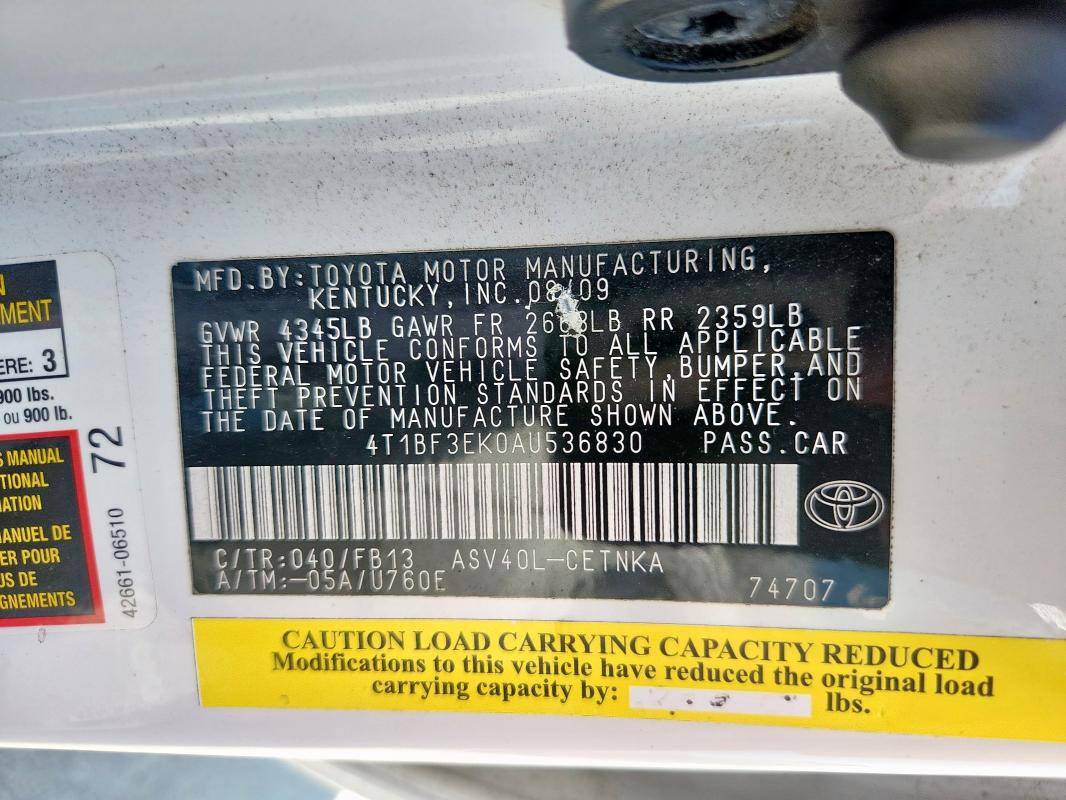 MFD.BY:TOYOTA MOTOR MANUFACTURING,
KENTUCKY,INC.
GVWR 4345LB GAWR FR RR 2359LB
THIS VEHICLE CONFORMS TO ALL APPLICABLE
FEDERAL MOTOR VEHICLE SAFETY,BUMPER,AND
THEFT PREVENTION STANDARDS IN EFFECT ON
THE DATE OF MANUFACTURE SHOWN ABOVE.
4T1BF3EK0AU536830 PASS.CAR
C/TR:040/FB13 ASV40L-CETNKA
A/TM:-05A/U760E 74707
CAUTION LOAD CARRYING CAPACITY REDUCED
Modifications to this vehicle have reduced the original load
carrying capacity by: lbs.
N
EMENT
ERE: 3
900 lbs.
ou 900 lb.
S MANUAL
TIONAL
ATION
MANUEL DE
ER POUR
US DE
GNEMENTS
72
42661-06510